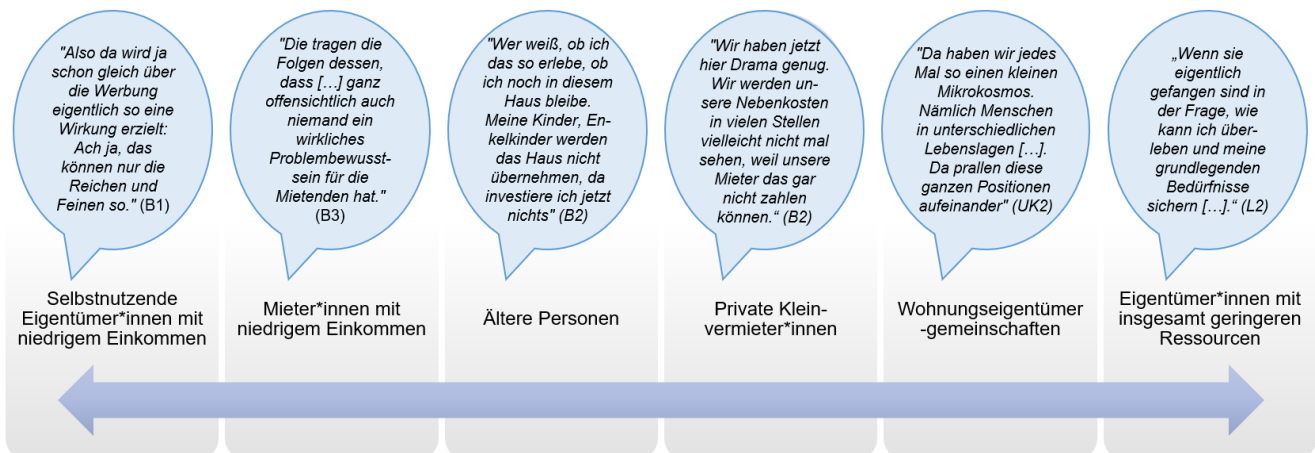 "Also da wird ja
schon gleich über
die Werbung
eigentlich so eine
Wirkung erzielt:
Ach ja, das
können nur die
Reichen und
Feinen so." (B1)
"Die tragen die
Folgen dessen,
dass […] ganz
offensichtlich auch
niemand ein
wirkliches
Problembewusst-
sein für die
Mietenden hat."
(B3)
"Wer weiß, ob ich
das so erlebe, ob
ich noch in diesem
Haus bleibe.
Meine Kinder, En-
kelkinder werden
das Haus nicht
übernehmen, da
investiere ich jetzt
nichts" (B2)
"Wir haben jetzt
hier Drama genug.
Wir werden un-
sere Nebenkosten
in vielen Stellen
vielleicht nicht mal
sehen, weil unsere
Mieter das gar
nicht zahlen
können.“ (B2)
"Da haben wir jedes
Mal so einen kleinen
Mikrokosmos.
Nämlich Menschen
in unterschiedlichen
Lebenslagen […].
Da prallen diese
ganzen Positionen
aufeinander" (UK2)
„Wenn sie
eigentlich
gefangen sind in
der Frage, wie
kann ich über-
leben und meine
grundlegenden
Bedürfnisse
sichern […].“ (L2)
Selbstnutzende
Eigentümer*innen mit
niedrigem Einkommen
Mieter*innen mit
niedrigem Einkommen
Ältere Personen
Private Klein-
vermieter*innen
Wohnungseigentümer
-gemeinschaften
Eigentümer*innen mit
insgesamt geringeren
Ressourcen